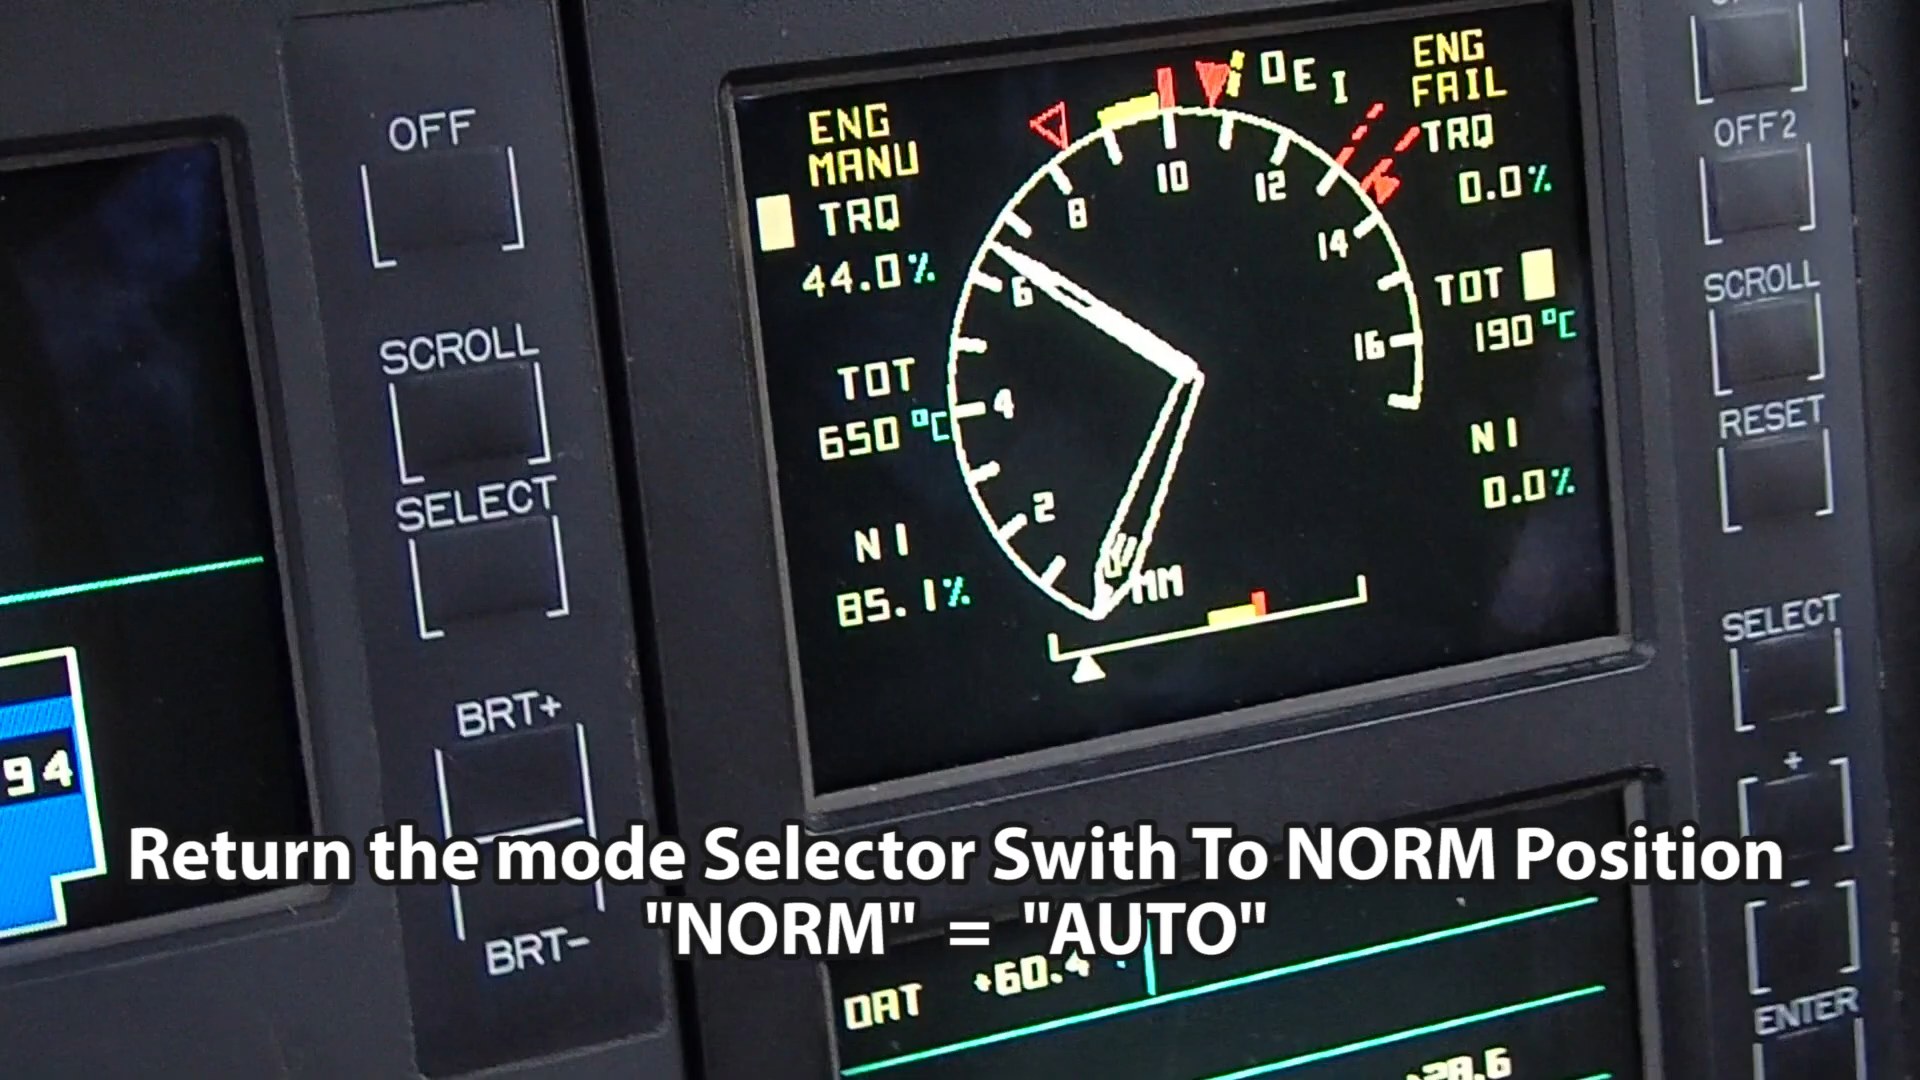 OFF
SCROLL
SELECT
BRT+
BRT-
94
ENG
MANU
TRQ
44.0%
TOT
650 °C
N1
85.1%
OEI
2
4
6
8
10
12
14
16
ENG
FAIL
TRQ
0.0%
TOT
190 °C
N1
0.0%
OFF2
SCROLL
RESET
SELECT
+
-
ENTER
Return the mode Selector Swith To NORM Position
"NORM" = "AUTO"
OAT +60.4